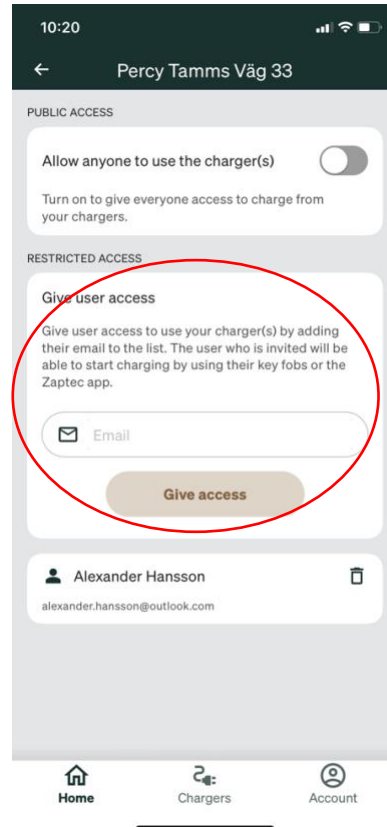 10:20
Percy Tamms Väg 33
PUBLIC ACCESS
Allow anyone to use the charger(s)
Turn on to give everyone access to charge from
your chargers.
RESTRICTED ACCESS
Give user access
Give user access to use your charger(s) by adding
their email to the list. The user who is invited will be
able to start charging by using their key fobs or the
Zaptec app.
Email
Give access
Alexander Hansson
alexander.hansson@outlook.com
Home Chargers Account